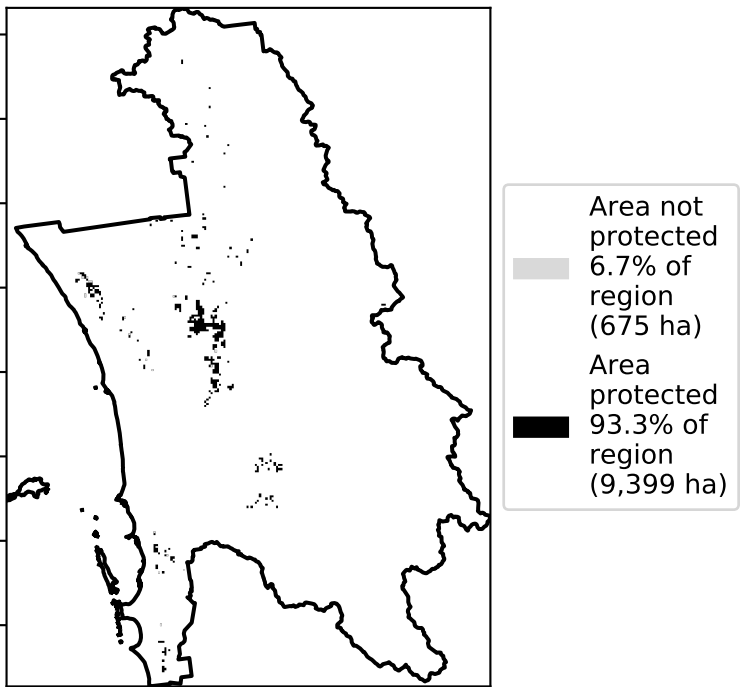 Area not
protected
6.7% of
region
(675 ha)
Area
protected
93.3% of
region
(9,399 ha)